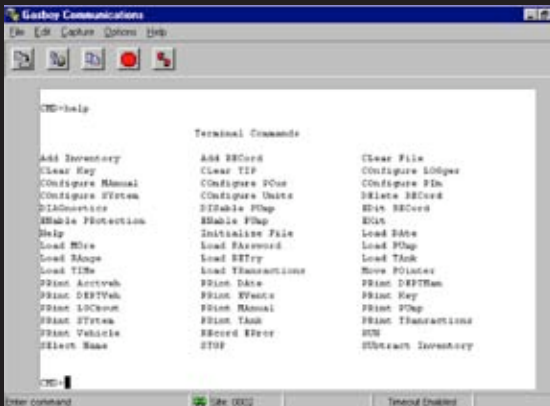 Gasboy Communications
File Edit Capture Options Help
CMD>help
Terminal Commands
Add Inventory Add RECord CLear File
CLear Key CLear TIP COnfigure LOGger
COnfigure MAnual COnfigure PCus COnfigure PIn
COnfigure SYstem COnfigure Units DElete RECord
DIAGnostics DISable PUmp EDit RECord
ENable PRotection ENable PUmp EXit
Help Initialize File Load DAte
Load MOre Load PAssword Load PUmp
Load RAnge Load RETry Load TAnk
Load TIMe Load TRansactions Move POinter
PRint Acctveh PRint DAte PRint DEPTMan
PRint DEPTVeh PRint EVents PRint Key
PRint LOCkout PRint MAnual PRint PUmp
PRint SYstem PRint TAnk PRint TRansactions
PRint Vehicle REcord ERror RUN
SElect Name STOP SUbtract Inventory
CMD>
Enter command Site 0002 Timeout Enabled